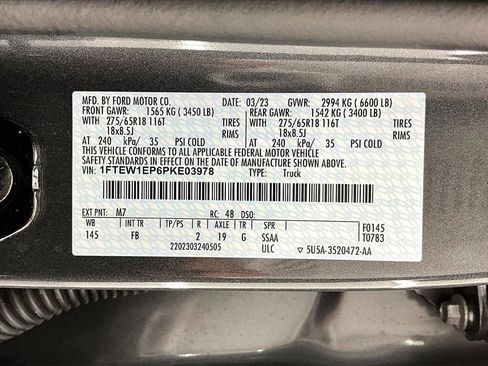 MFD. BY FORD MOTOR CO. 03/23 GVWR: 2994 KG ( 6600 LB)
FRONT GAWR: 1565 KG ( 3450 LB) REAR GAWR: 1542 KG ( 3400 LB)
275/65R18 116T TIRES 275/65R18 116T TIRES
18x8.5J RIMS 18x8.5J RIMS
AT 240 kPa/ 35 PSI COLD AT 240 kPa/ 35 PSI COLD
THIS VEHICLE CONFORMS TO ALL APPLICABLE FEDERAL MOTOR VEHICLE
SAFETY AND THEFT PREVENTION STANDARDS IN EFFECT ON THE DATE OF MANUFACTURE SHOWN ABOVE.
VIN: 1FTEW1EP6PKE03978 TYPE: Truck
EXT PNT: M7 RC: 48 DSO:
WB INT TR TP/PS R AXLE TR SPR F0145
145 FB 2 19 G SSAA T0783
2202303240505 ULC ▽ 5U5A-3520472-AA